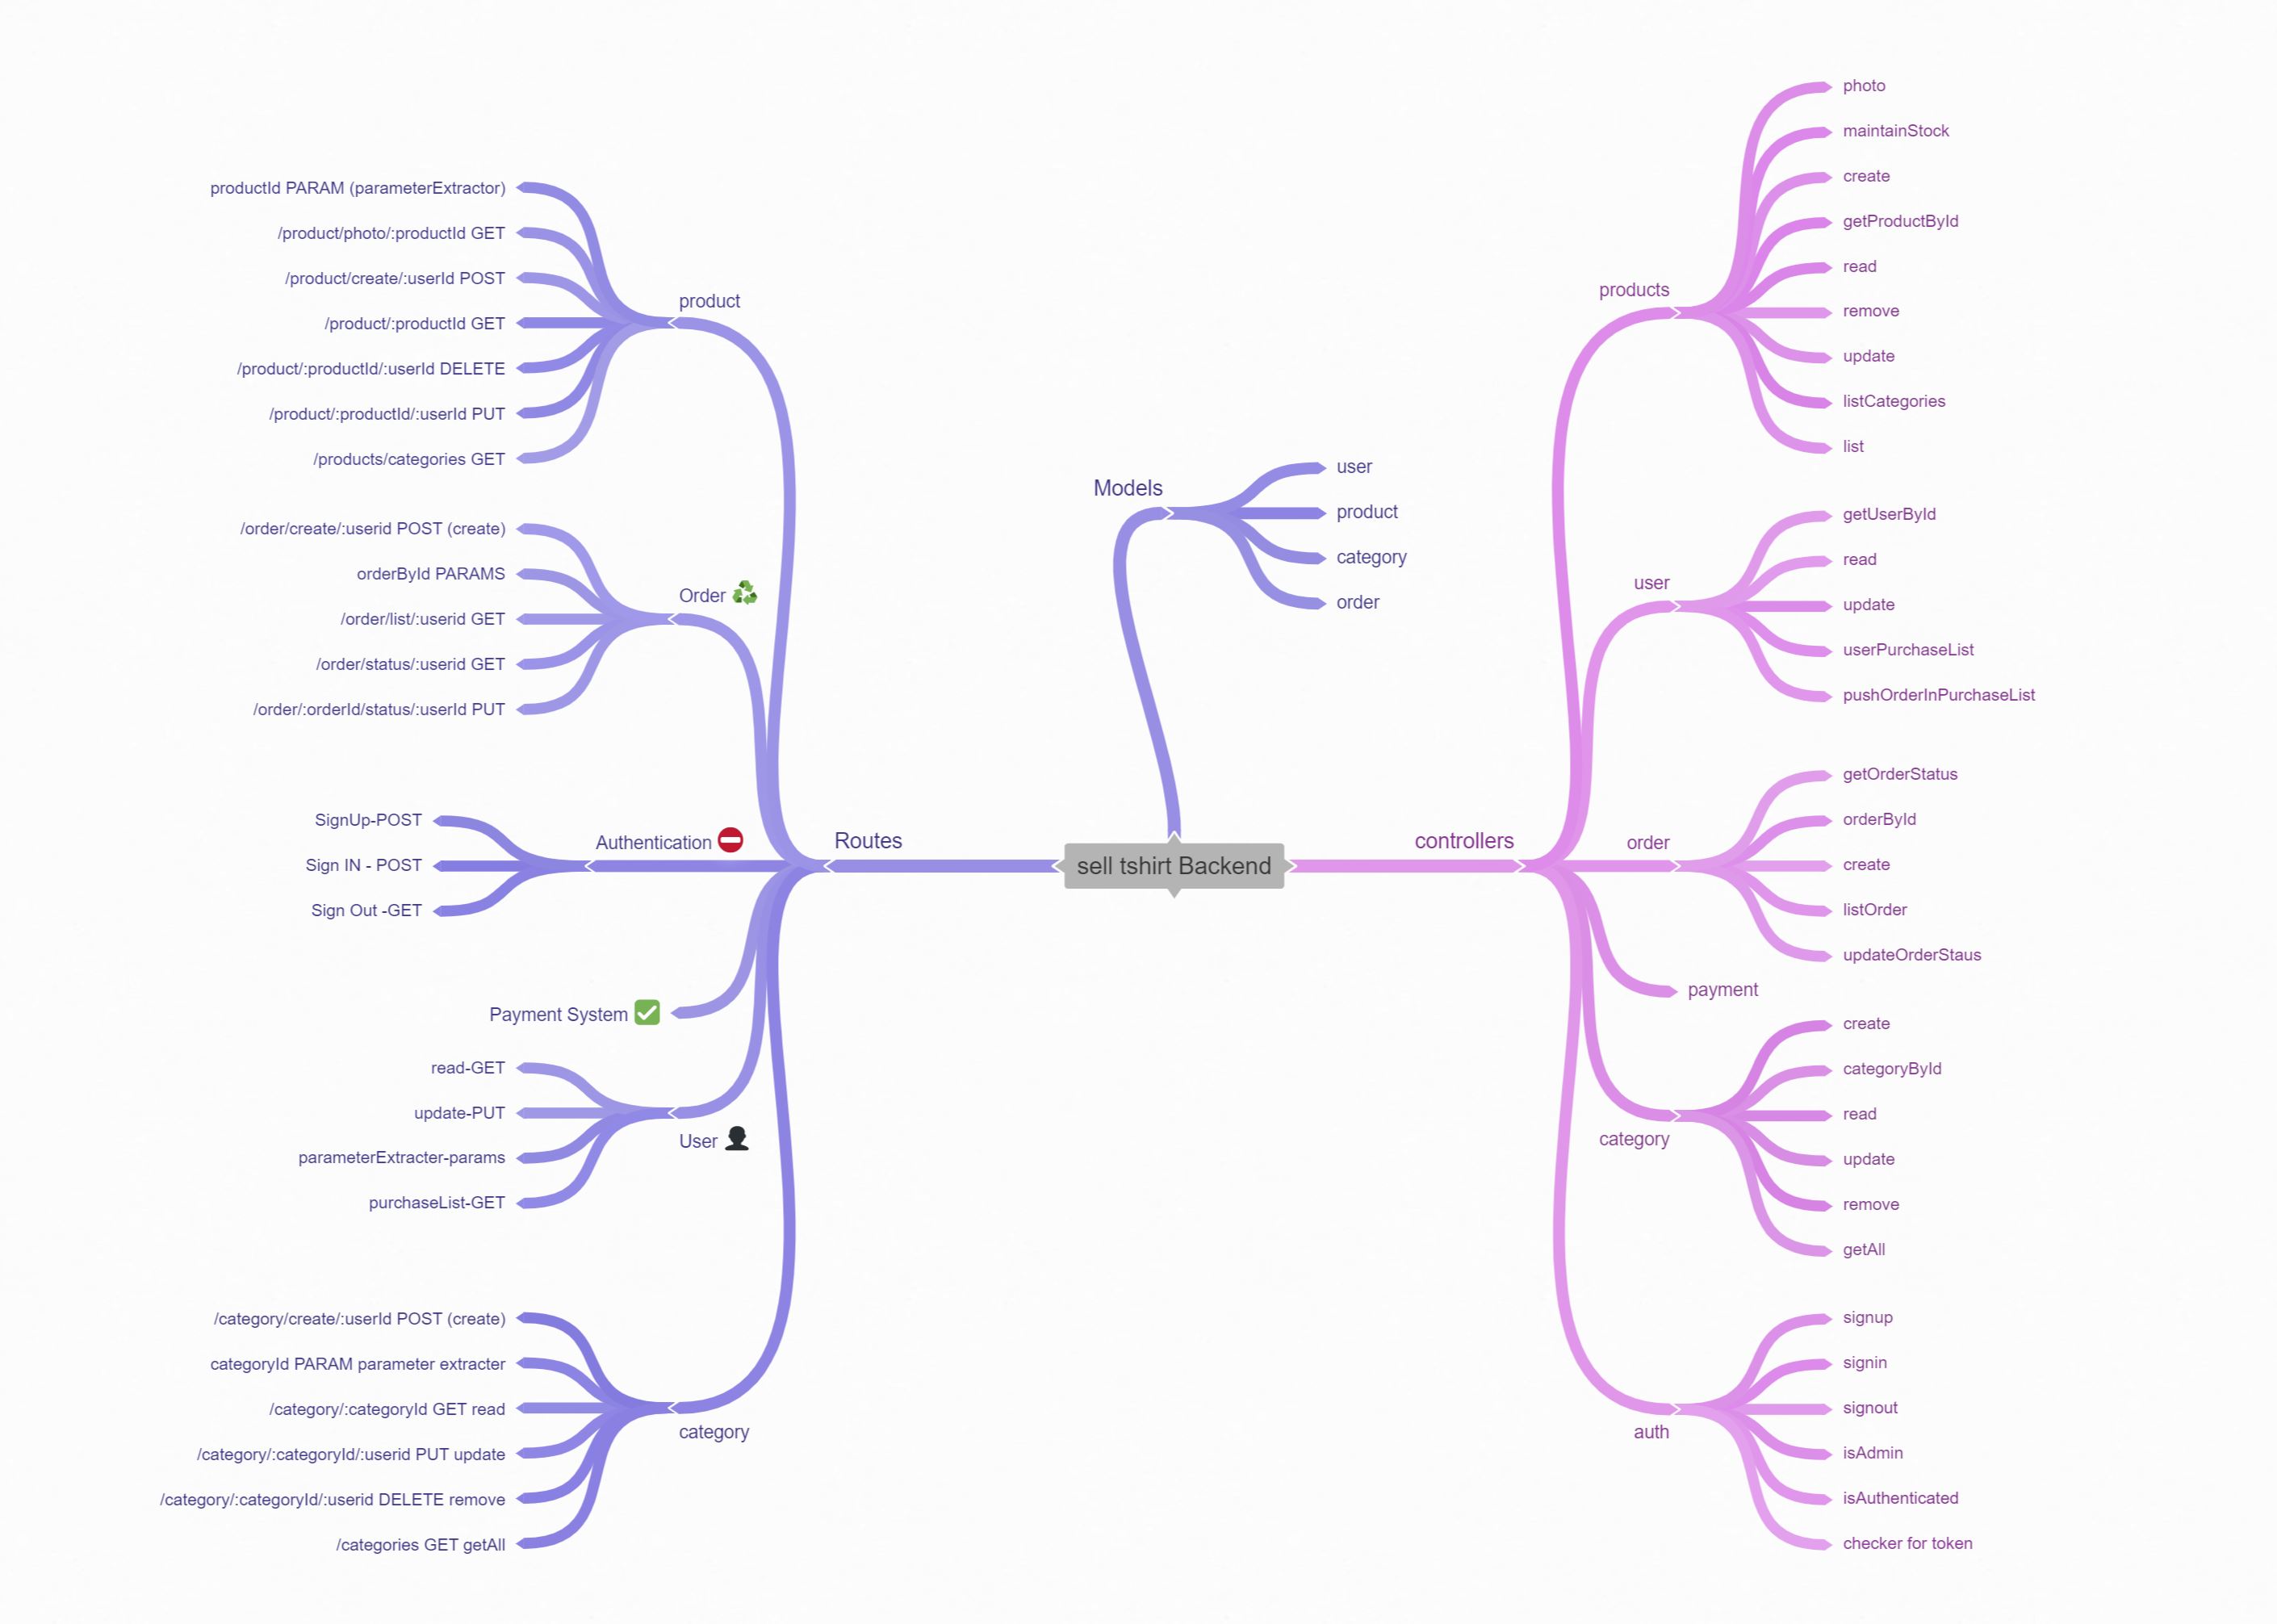 sell tshirt Backend
Routes
product
productId PARAM (parameterExtractor)
/product/photo/:productId GET
/product/create/:userId POST
/product/:productId GET
/product/:productId/:userId DELETE
/product/:productId/:userId PUT
/products/categories GET
Order
/order/create/:userid POST (create)
orderById PARAMS
/order/list/:userid GET
/order/status/:userid GET
/order/:orderId/status/:userId PUT
Authentication
SignUp-POST
Sign IN - POST
Sign Out -GET
Payment System
User
read-GET
update-PUT
parameterExtracter-params
purchaseList-GET
category
/category/create/:userId POST (create)
categoryId PARAM parameter extracter
/category/:categoryId GET read
/category/:categoryId/:userid PUT update
/category/:categoryId/:userid DELETE remove
/categories GET getAll
Models
user
product
category
order
controllers
products
photo
maintainStock
create
getProductById
read
remove
update
listCategories
list
user
getUserById
read
update
userPurchaseList
pushOrderInPurchaseList
order
getOrderStatus
orderById
create
listOrder
updateOrderStaus
payment
category
create
categoryById
read
update
remove
getAll
auth
signup
signin
signout
isAdmin
isAuthenticated
checker for token